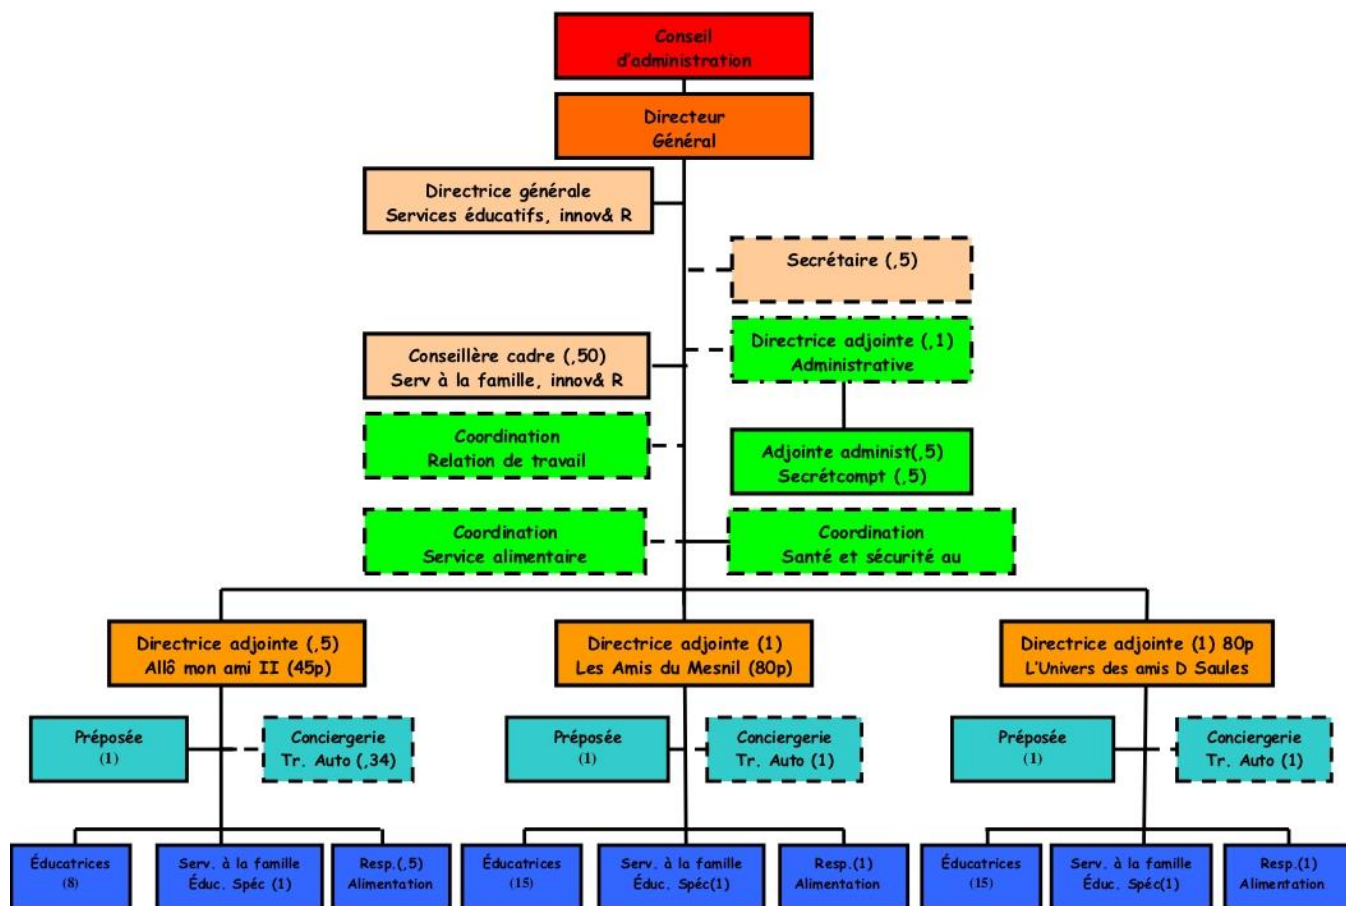 Conseil
d'administration
Directeur
Général
Directrice générale
Services éducatifs, innov& R
Secrétaire (,5)
Directrice adjointe (,1)
Administrative
Conseillère cadre (,50)
Serv à la famille, innov& R
Coordination
Relation de travail
Adjointe administ(,5)
Secrétcompt (,5)
Coordination
Service alimentaire
Coordination
Santé et sécurité au
Directrice adjointe (,5)
Allô mon ami II (45p)
Directrice adjointe (1)
Les Amis du Mesnil (80p)
Directrice adjointe (1) 80p
L'Univers des amis D Saules
Préposée
(1)
Conciergerie
Tr. Auto (,34)
Préposée
(1)
Conciergerie
Tr. Auto (1)
Préposée
(1)
Conciergerie
Tr. Auto (1)
Éducatrices
(8)
Serv. à la famille
Éduc. Spéc (1)
Resp.(,5)
Alimentation
Éducatrices
(15)
Serv. à la famille
Éduc. Spéc(1)
Resp.(1)
Alimentation
Éducatrices
(15)
Serv. à la famille
Éduc. Spéc(1)
Resp.(1)
Alimentation